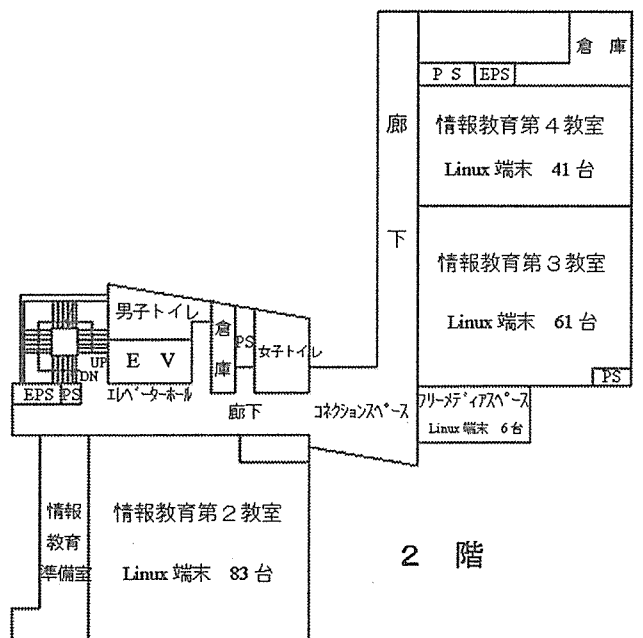 倉 庫
P S
EPS
廊
下
情報教育第4教室
Linux 端末 41 台
情報教育第3教室
Linux 端末 61 台
PS
男子トイレ
倉
庫
PS
女子トイレ
E V
UP
DN
EPS
PS
エレベーターホール
廊下
コネクションスペース
フリーメディアスペース
Linux 端末 6 台
情報
教育
準備室
情報教育第2教室
Linux 端末 83 台
2 階